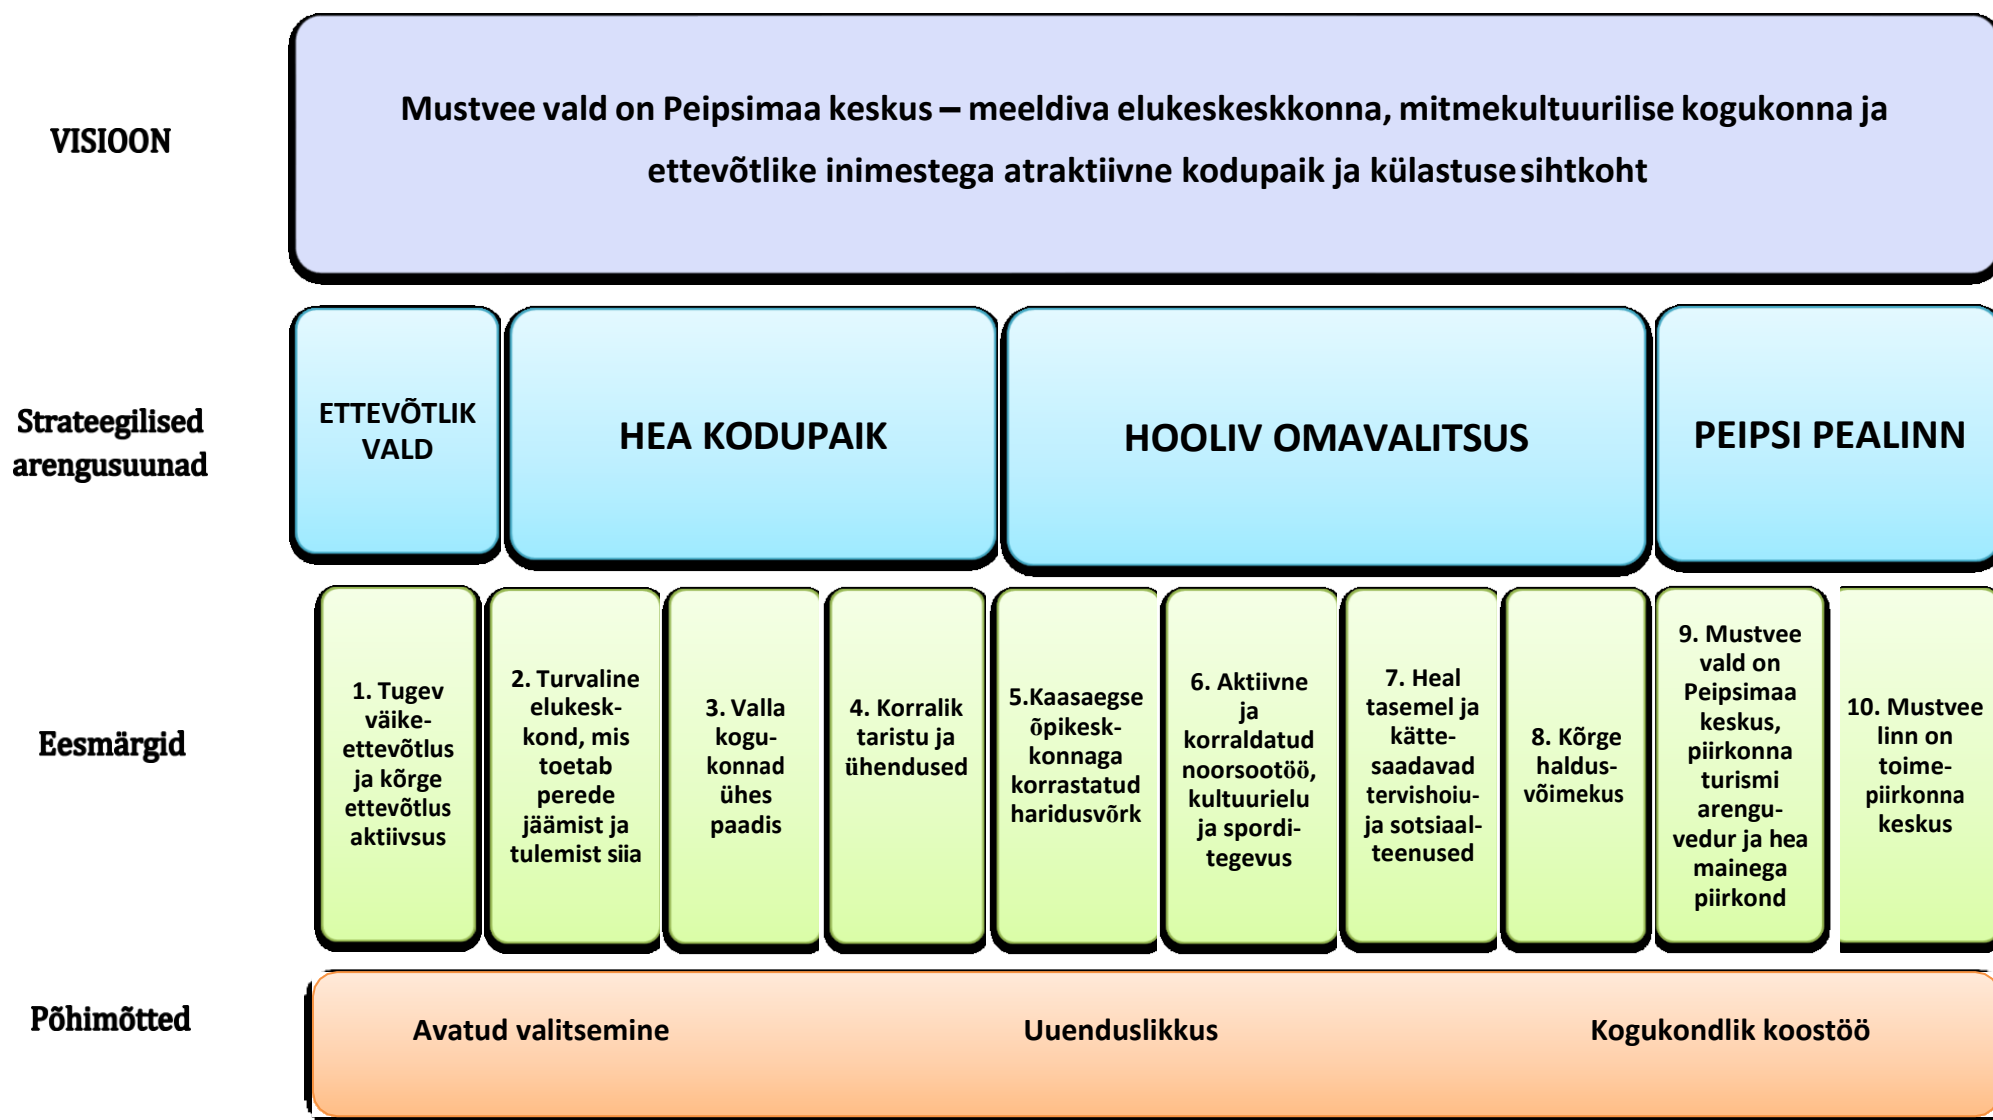 VISIOON
Mustvee vald on Peipsimaa keskus – meeldiva elukeskeskkonna, mitmekultuurilise kogukonna ja
ettevõtlike inimestega atraktiivne kodupaik ja külastuse sihtkoht
Strateegilised
arengusuunad
ETTEVÕTLIK
VALD
HEA KODUPAIK
HOOLIV OMAVALITSUS
PEIPSI PEALINN
Eesmärgid
1. Tugev
väike-
ettevõtlus
ja kõrge
ettevõtlus
aktiivsus
2. Turvaline
elukesk-
kond, mis
toetab
perede
jäämist ja
tulemist siia
3. Valla
kogu-
konnad
ühes
paadis
4. Korralik
taristu ja
ühendused
5.Kaasaegse
õpikesk-
konnaga
korrastatud
haridusvõrk
6. Aktiivne
ja
korraldatud
noorsootöö,
kultuurielu
ja spordi-
tegevus
7. Heal
tasemel ja
kätte-
saadavad
tervishoiu-
ja sotsiaal-
teenused
8. Kõrge
haldus-
võimekus
9. Mustvee
vald on
Peipsimaa
keskus,
piirkonna
turismi
arengu-
vedur ja hea
mainega
piirkond
10. Mustvee
linn on
toime-
piirkonna
keskus
Põhimõtted
Avatud valitsemine
Uuenduslikkus
Kogukondlik koostöö